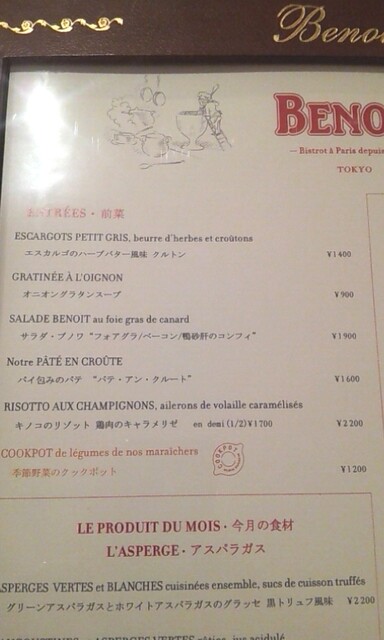 BENO
— Bistrot à Paris depuis
TOKYO
ENTRÉES・前菜
ESCARGOTS PETIT GRIS, beurre d'herbes et croûtons
エスカルゴのハーブバター風味 クルトン ¥1400
GRATINÉE À L'OIGNON
オニオングラタンスープ ¥900
SALADE BENOIT au foie gras de canard
サラダ・ブノワ “フォアグラ/ベーコン/鴨砂肝のコンフィ” ¥1900
Notre PÂTÉ EN CROÛTE
パイ包みのパテ “パテ・アン・クルート” ¥1600
RISOTTO AUX CHAMPIGNONS, ailerons de volaille caramélisés
キノコのリゾット 鶏肉のキャラメリゼ en demi (1/2)¥1700 ¥2200
COOKPOT de légumes de nos maraîchers
COOKPOT
季節野菜のクックポット ¥1200
LE PRODUIT DU MOIS・今月の食材
L'ASPERGE・アスパラガス
ASPERGES VERTES et BLANCHES cuisinées ensemble, sucs de cuisson truffés
グリーンアスパラガスとホワイトアスパラガスのグラッセ 黒トリュフ風味 ¥2200